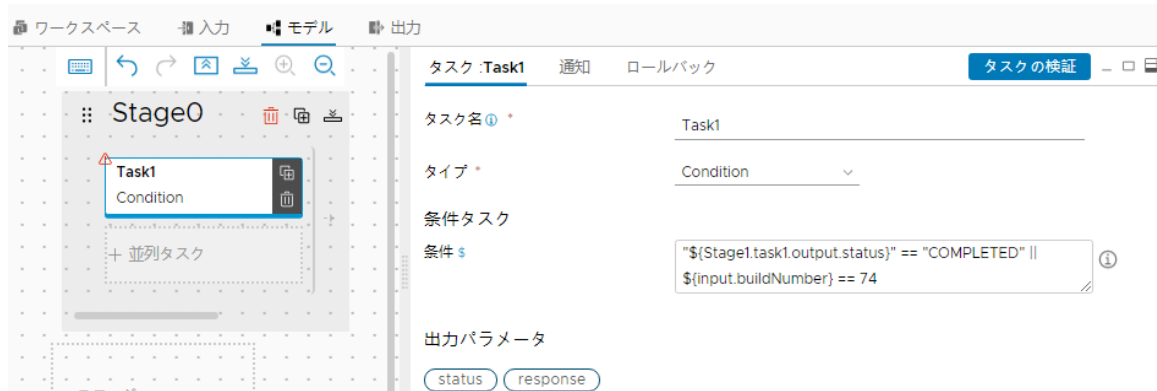 ワークスペース 入力 モデル 出力
タスク :Task1 通知 ロールバック タスクの検証
Stage0
タスク名 *
Task1
Task1
Condition
タイプ *
Condition
条件タスク
+ 並列タスク
条件 $
"${Stage1.task1.output.status}" == "COMPLETED" ||
${input.buildNumber} == 74
出力パラメータ
status response